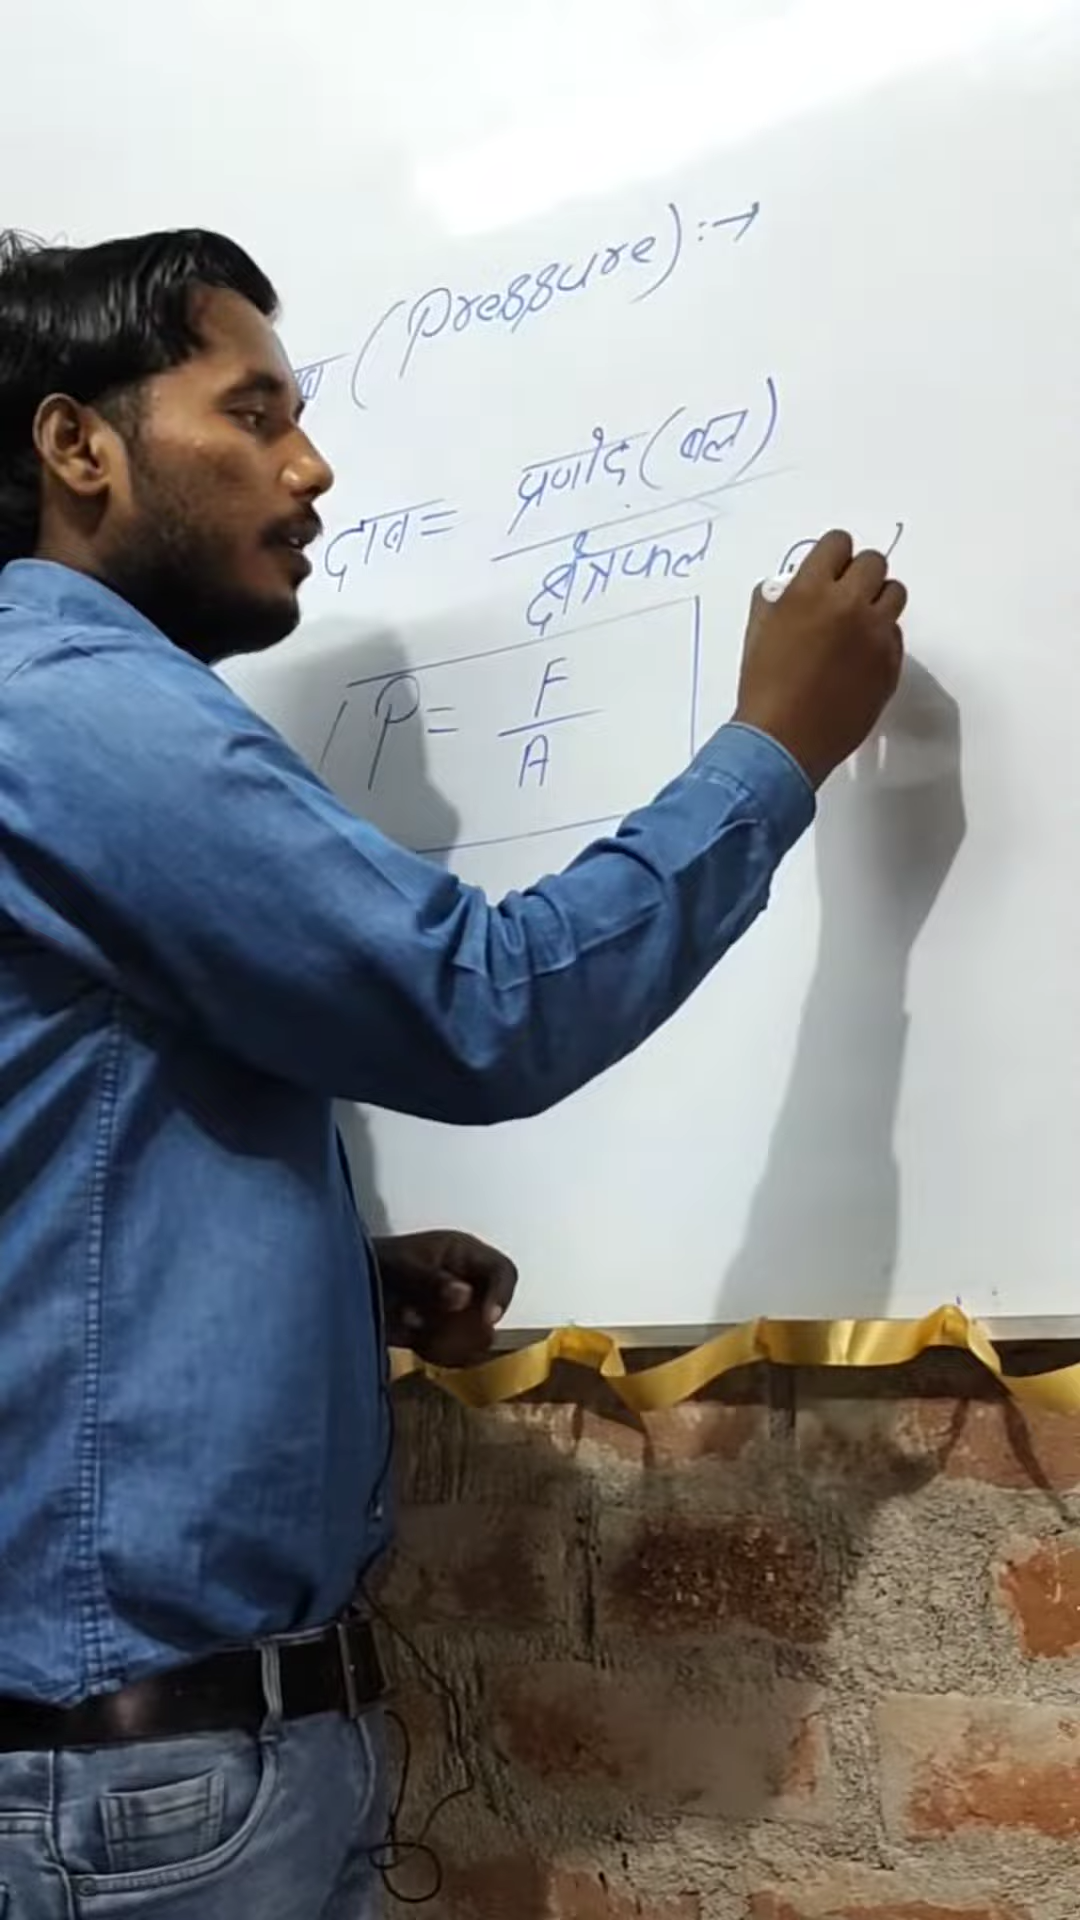 (Pressure) :→
दाब = प्रणोद (बल)
क्षेत्रफल
P = F
A